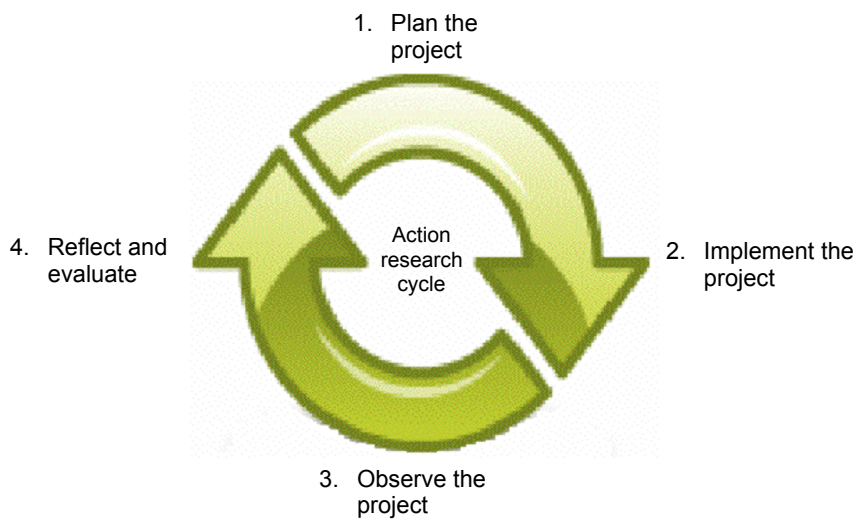 1. Plan the
project
Action
research
cycle
2. Implement the
project
3. Observe the
project
4. Reflect and
evaluate